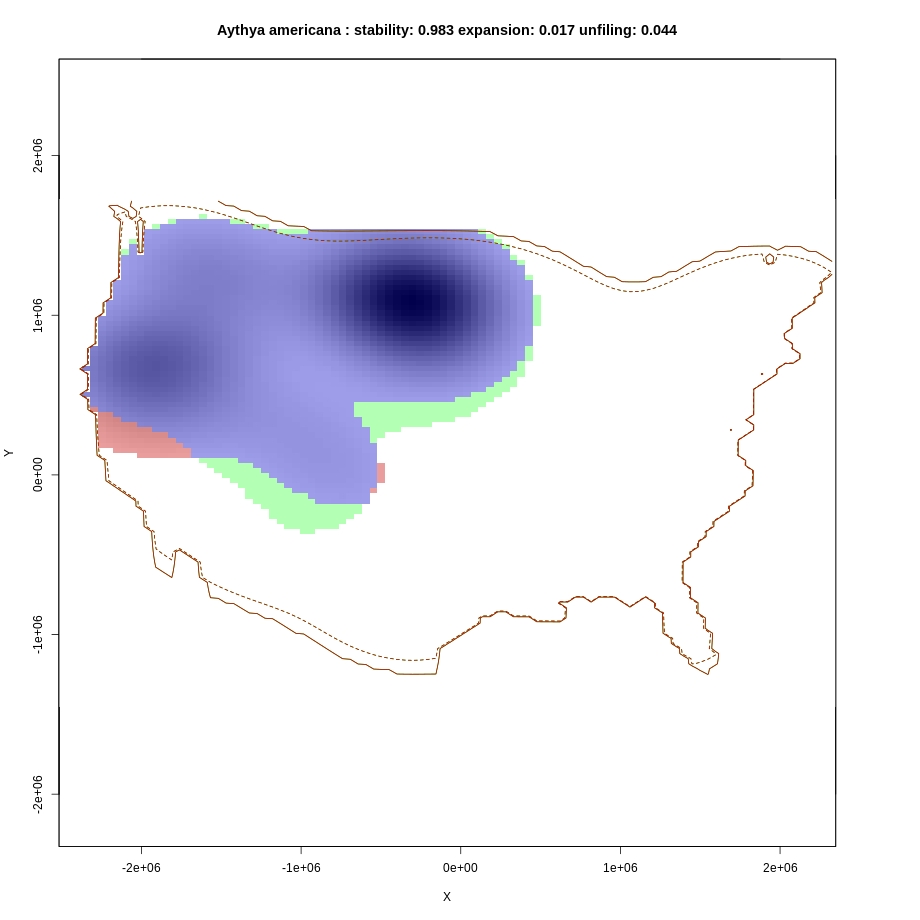 Aythya americana : stability: 0.983 expansion: 0.017 unfiling: 0.044
2e+06
1e+06
0e+00
-1e+06
-2e+06
Y
-2e+06 -1e+06 0e+00 1e+06 2e+06
X